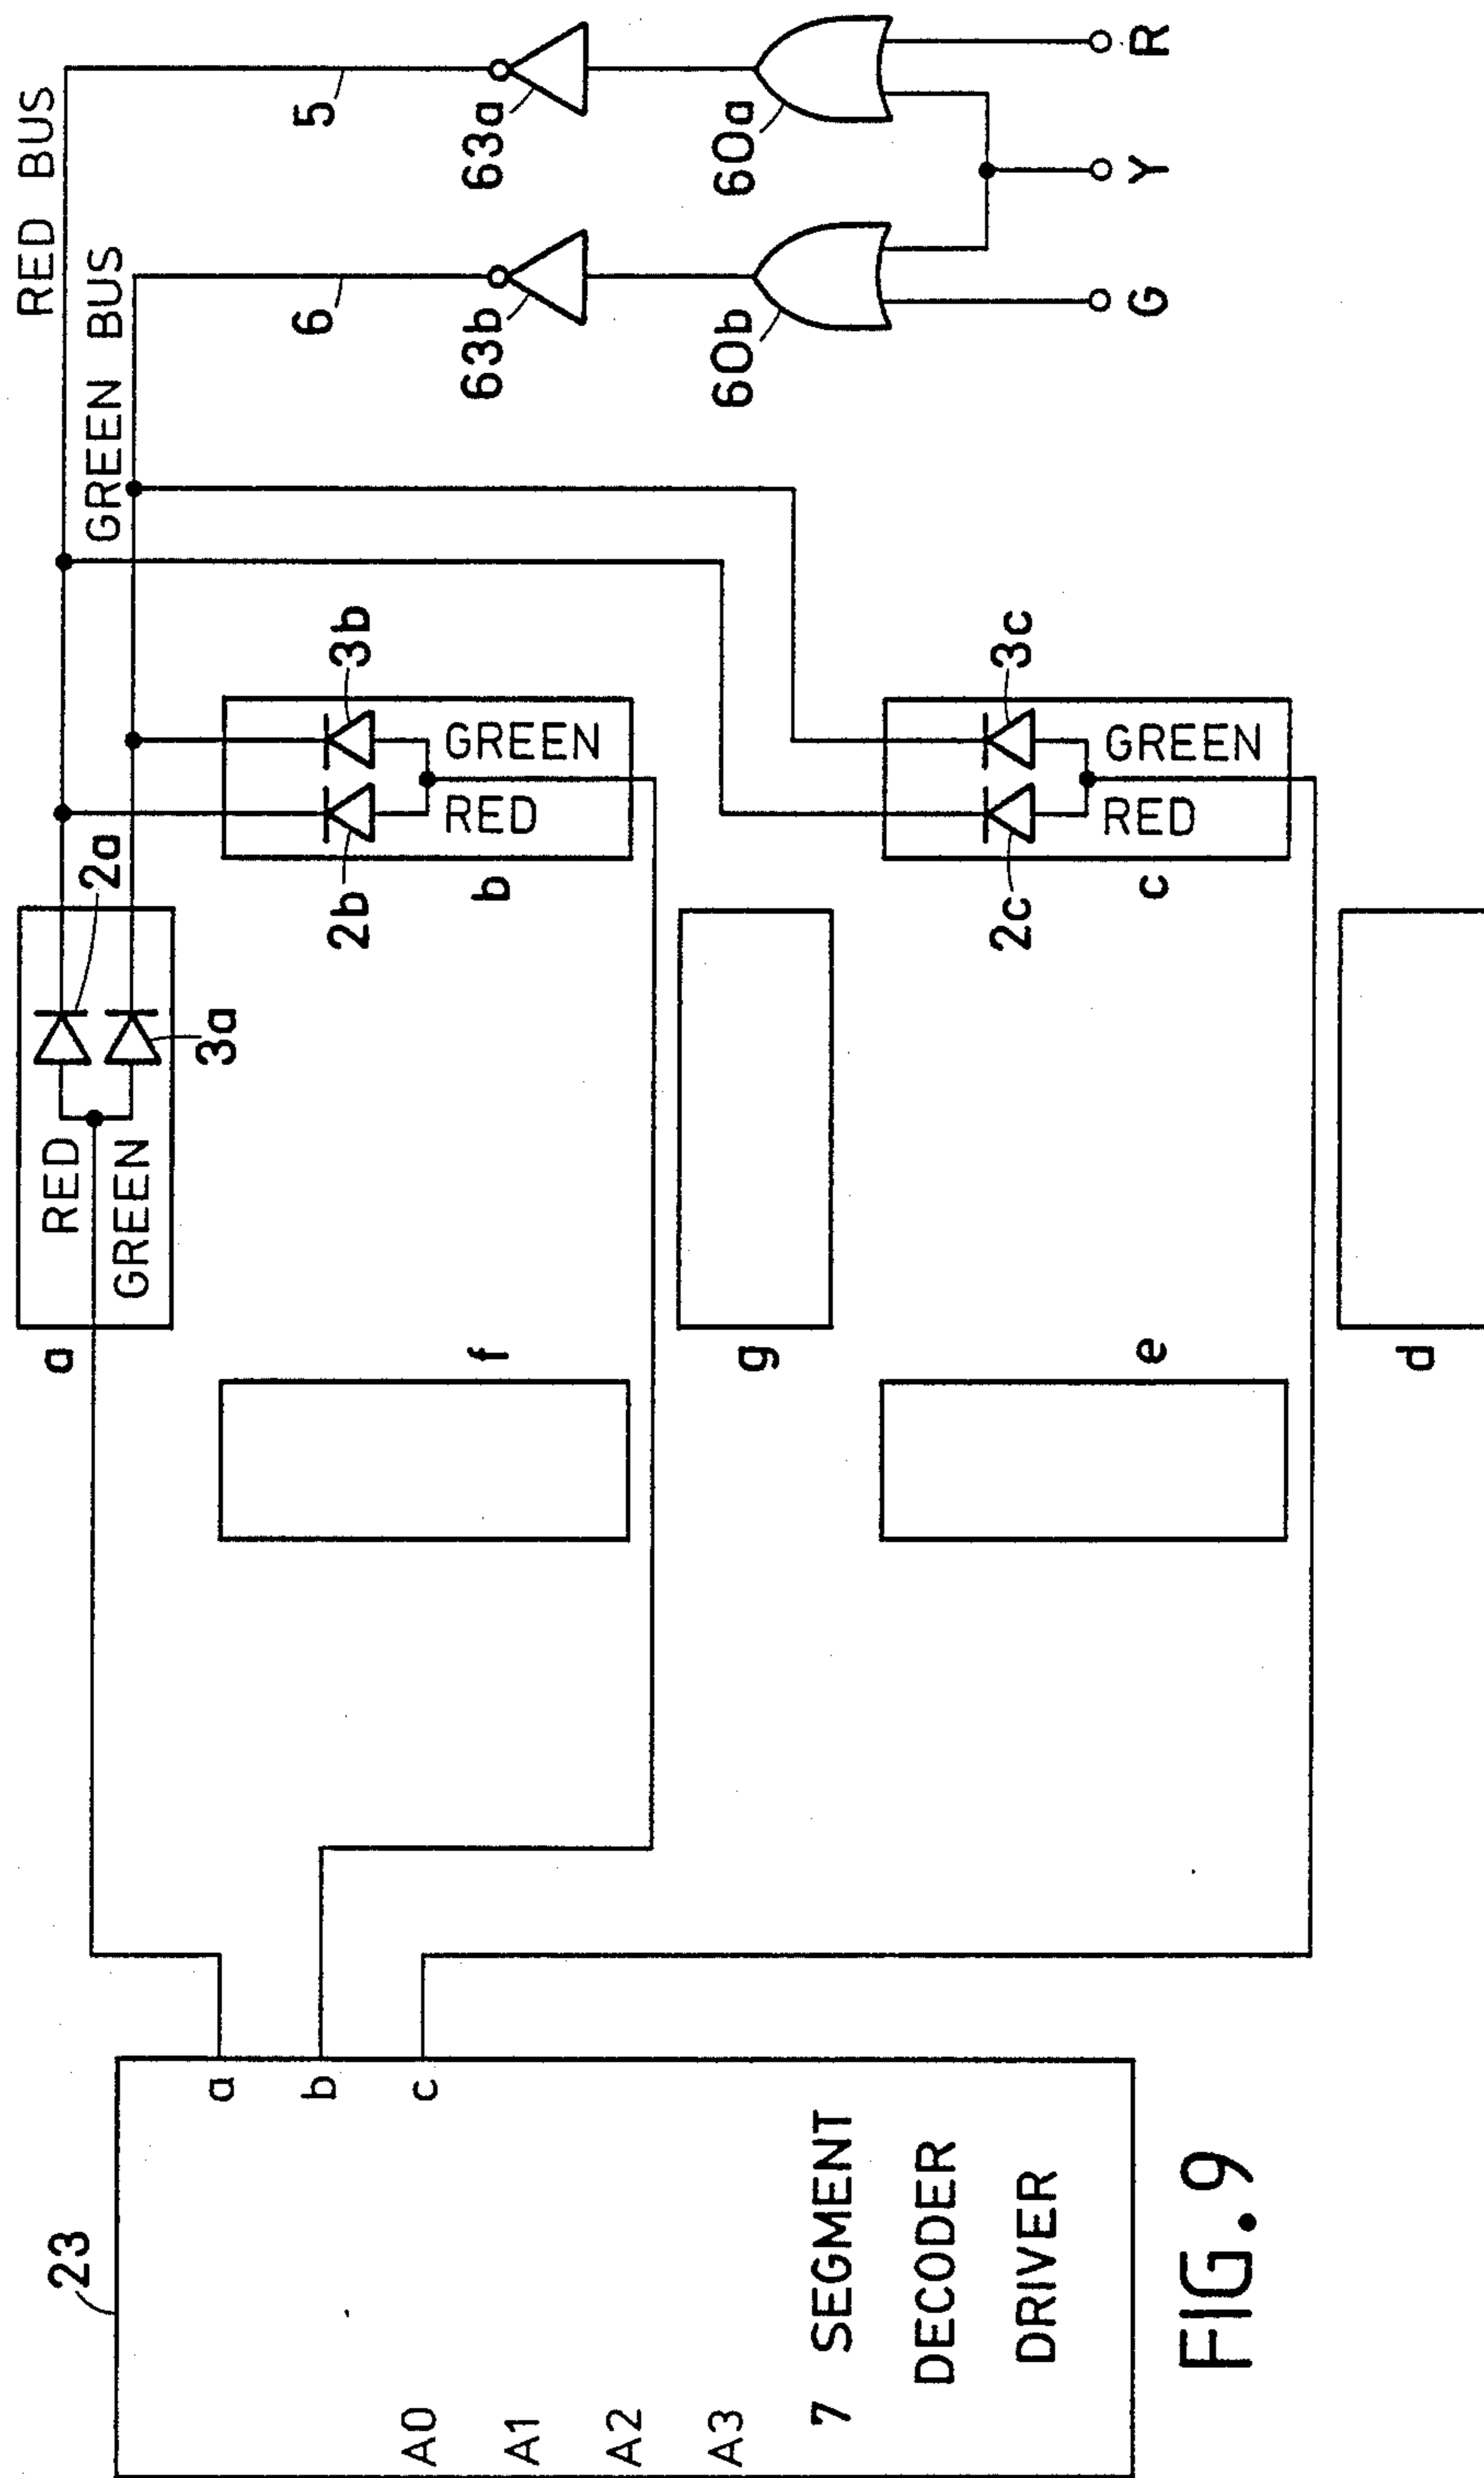 RED BUS
GREEN BUS
5
6
63a
63b
60a
60b
R
Y
G
2a
3a
RED
GREEN
a
2b
3b
RED
GREEN
b
2c
3c
RED
GREEN
c
f
g
e
d
23
a
b
c
A0
A1
A2
A3
7 SEGMENT
DECODER
DRIVER
FIG. 9